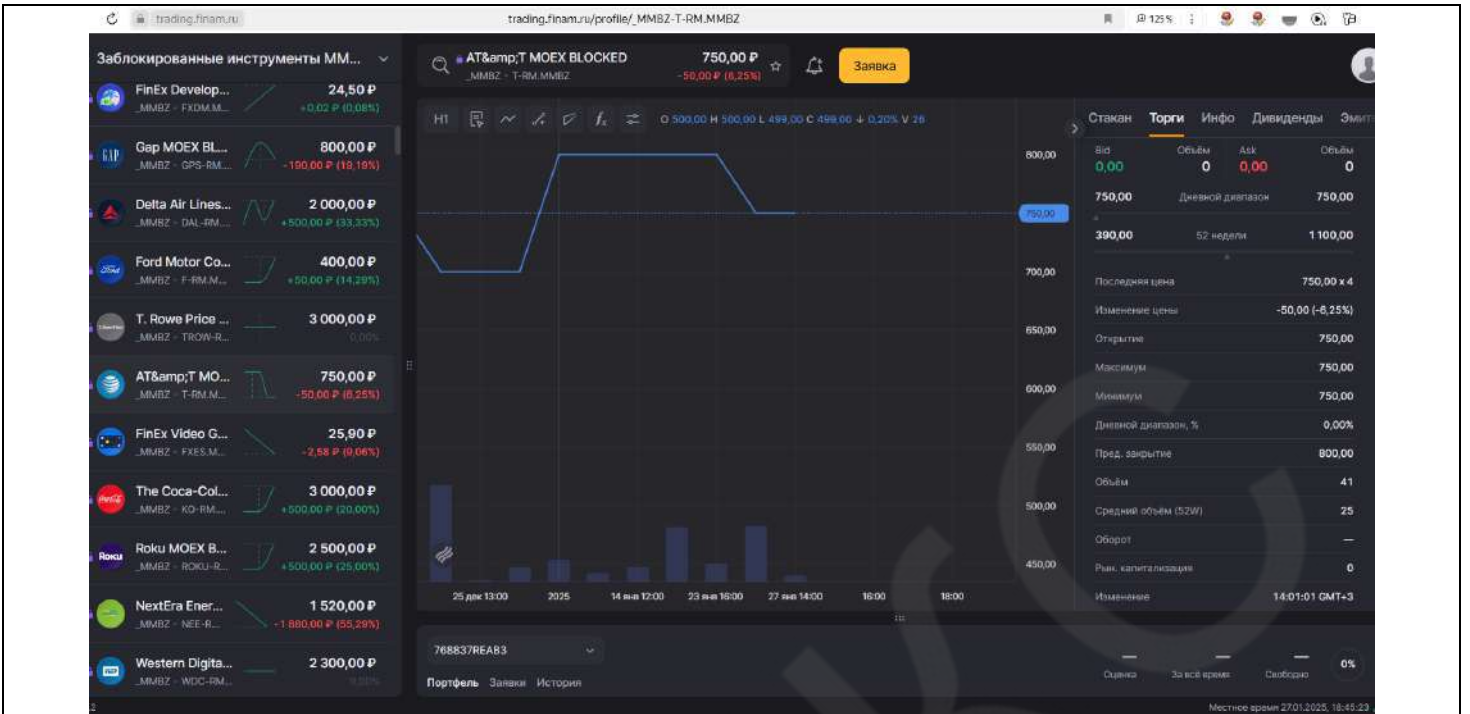 trading.finam.ru
trading.finam.ru/profile/_MMBZ-T-RM.MMBZ
125 %
Заблокированные инструменты MM...
FinEx Develop...
24,50 ₽
_MMBZ - FXDM.M...
+0,02 ₽ (0,08%)
Gap MOEX BL...
800,00 ₽
_MMBZ - GPS-RM....
-190,00 ₽ (19,19%)
Delta Air Lines...
2 000,00 ₽
_MMBZ - DAL-RM....
+500,00 ₽ (33,33%)
Ford Motor Co...
400,00 ₽
_MMBZ - F-RM.M...
+50,00 ₽ (14,29%)
T. Rowe Price ...
3 000,00 ₽
_MMBZ - TROW-R...
0,00%
AT&amp;T MO...
750,00 ₽
_MMBZ - T-RM.M...
-50,00 ₽ (6,25%)
FinEx Video G...
25,90 ₽
_MMBZ - FXES.M...
-2,58 ₽ (9,06%)
The Coca-Col...
3 000,00 ₽
_MMBZ - KO-RM....
+500,00 ₽ (20,00%)
Roku MOEX B...
2 500,00 ₽
_MMBZ - ROKU-R...
+500,00 ₽ (25,00%)
NextEra Ener...
1 520,00 ₽
_MMBZ - NEE-R...
-1 880,00 ₽ (55,29%)
Western Digita...
2 300,00 ₽
_MMBZ - WDC-RM...
0,00%
AT&amp;T MOEX BLOCKED
750,00 ₽
_MMBZ - T-RM.MMBZ
-50,00 ₽ (6,25%)
Заявка
H1
O 500,00 H 500,00 L 499,00 C 499,00 ↓ 0,20% V 26
800,00
750,00
700,00
650,00
600,00
550,00
500,00
450,00
25 дек 13:00 2025 14 янв 12:00 23 янв 16:00 27 янв 14:00 16:00 18:00
Стакан Торги Инфо Дивиденды Эмит
Bid Объём Ask Объём
0,00 0 0,00 0
750,00 Дневной диапазон 750,00
390,00 52 недели 1 100,00
Последняя цена 750,00 x 4
Изменение цены -50,00 (-6,25%)
Открытие 750,00
Максимум 750,00
Минимум 750,00
Дневной диапазон, % 0,00%
Пред. закрытие 800,00
Объём 41
Средний объём (52W) 25
Оборот —
Рын. капитализация 0
Изменение 14:01:01 GMT+3
768837REAB3
Портфель Заявки История
— — — 0%
Оценка За всё время Свободно
Местное время 27.01.2025, 18:45:23